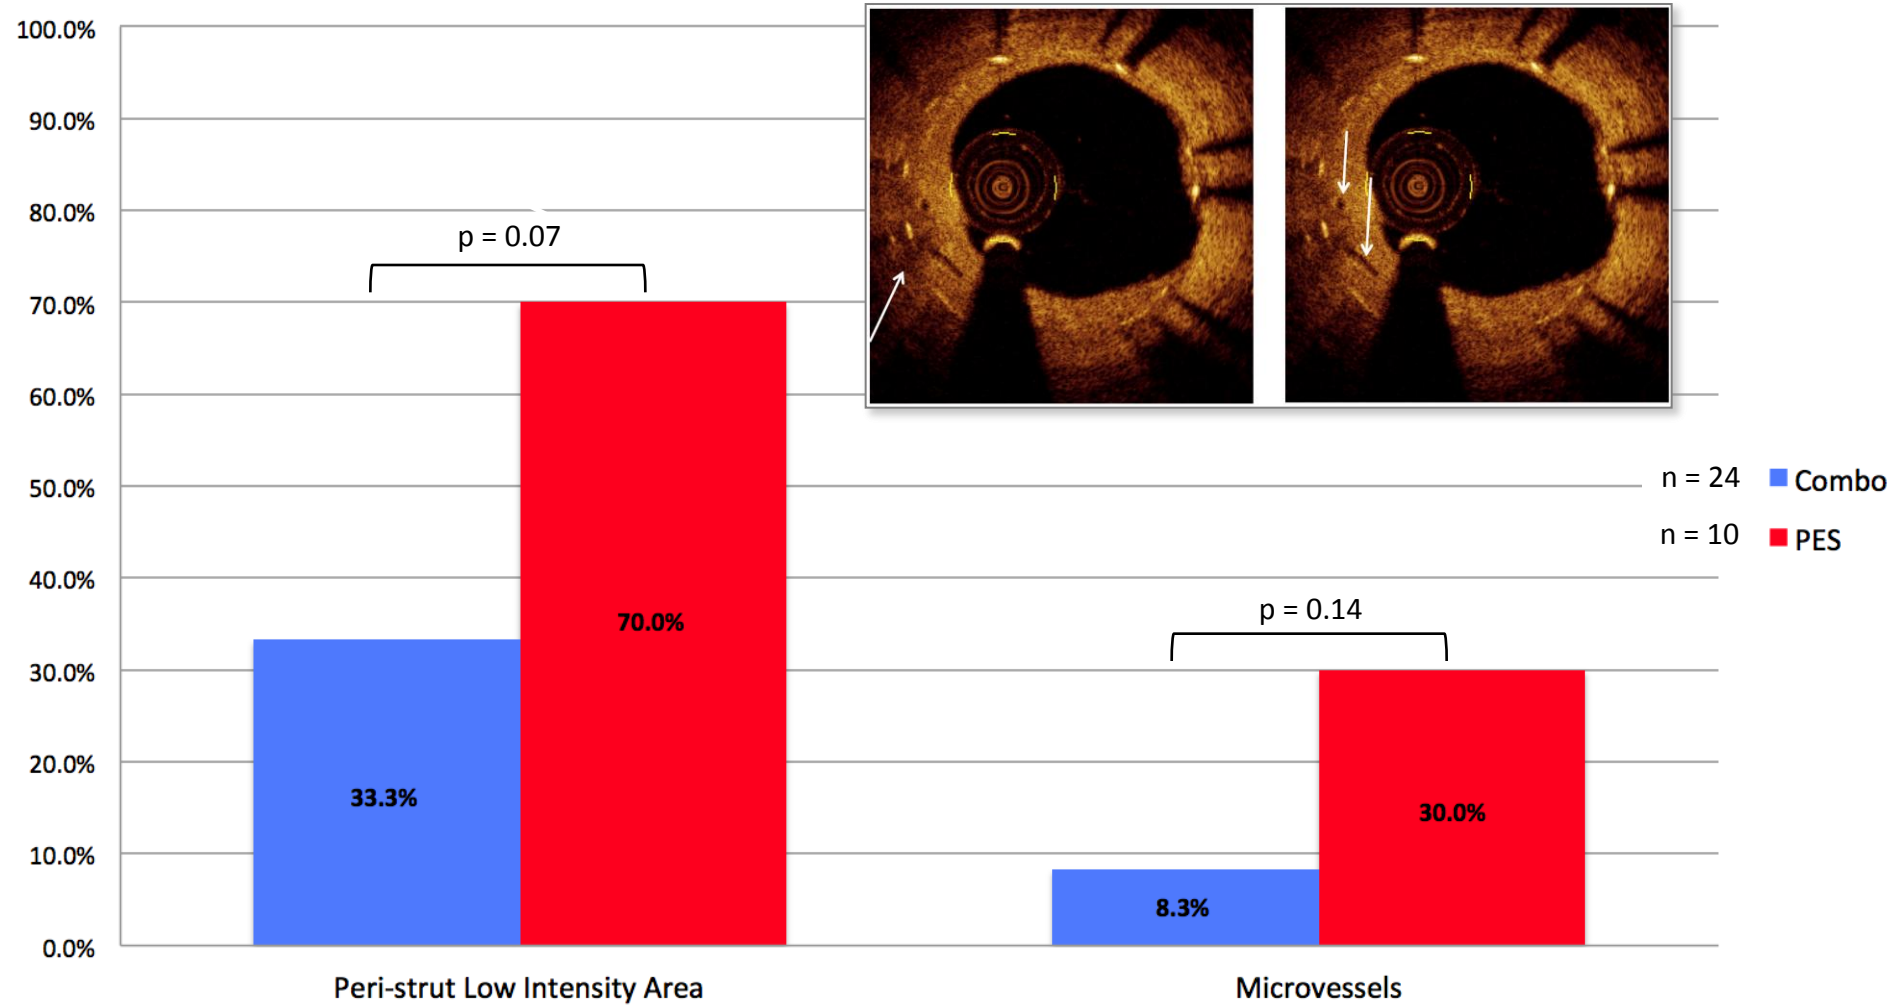 100.0%
90.0%
80.0%
70.0%
60.0%
50.0%
40.0%
30.0%
20.0%
10.0%
0.0%
p = 0.07
70.0%
33.3%
p = 0.14
30.0%
8.3%
n = 24 Combo
n = 10 PES
Peri-strut Low Intensity Area
Microvessels